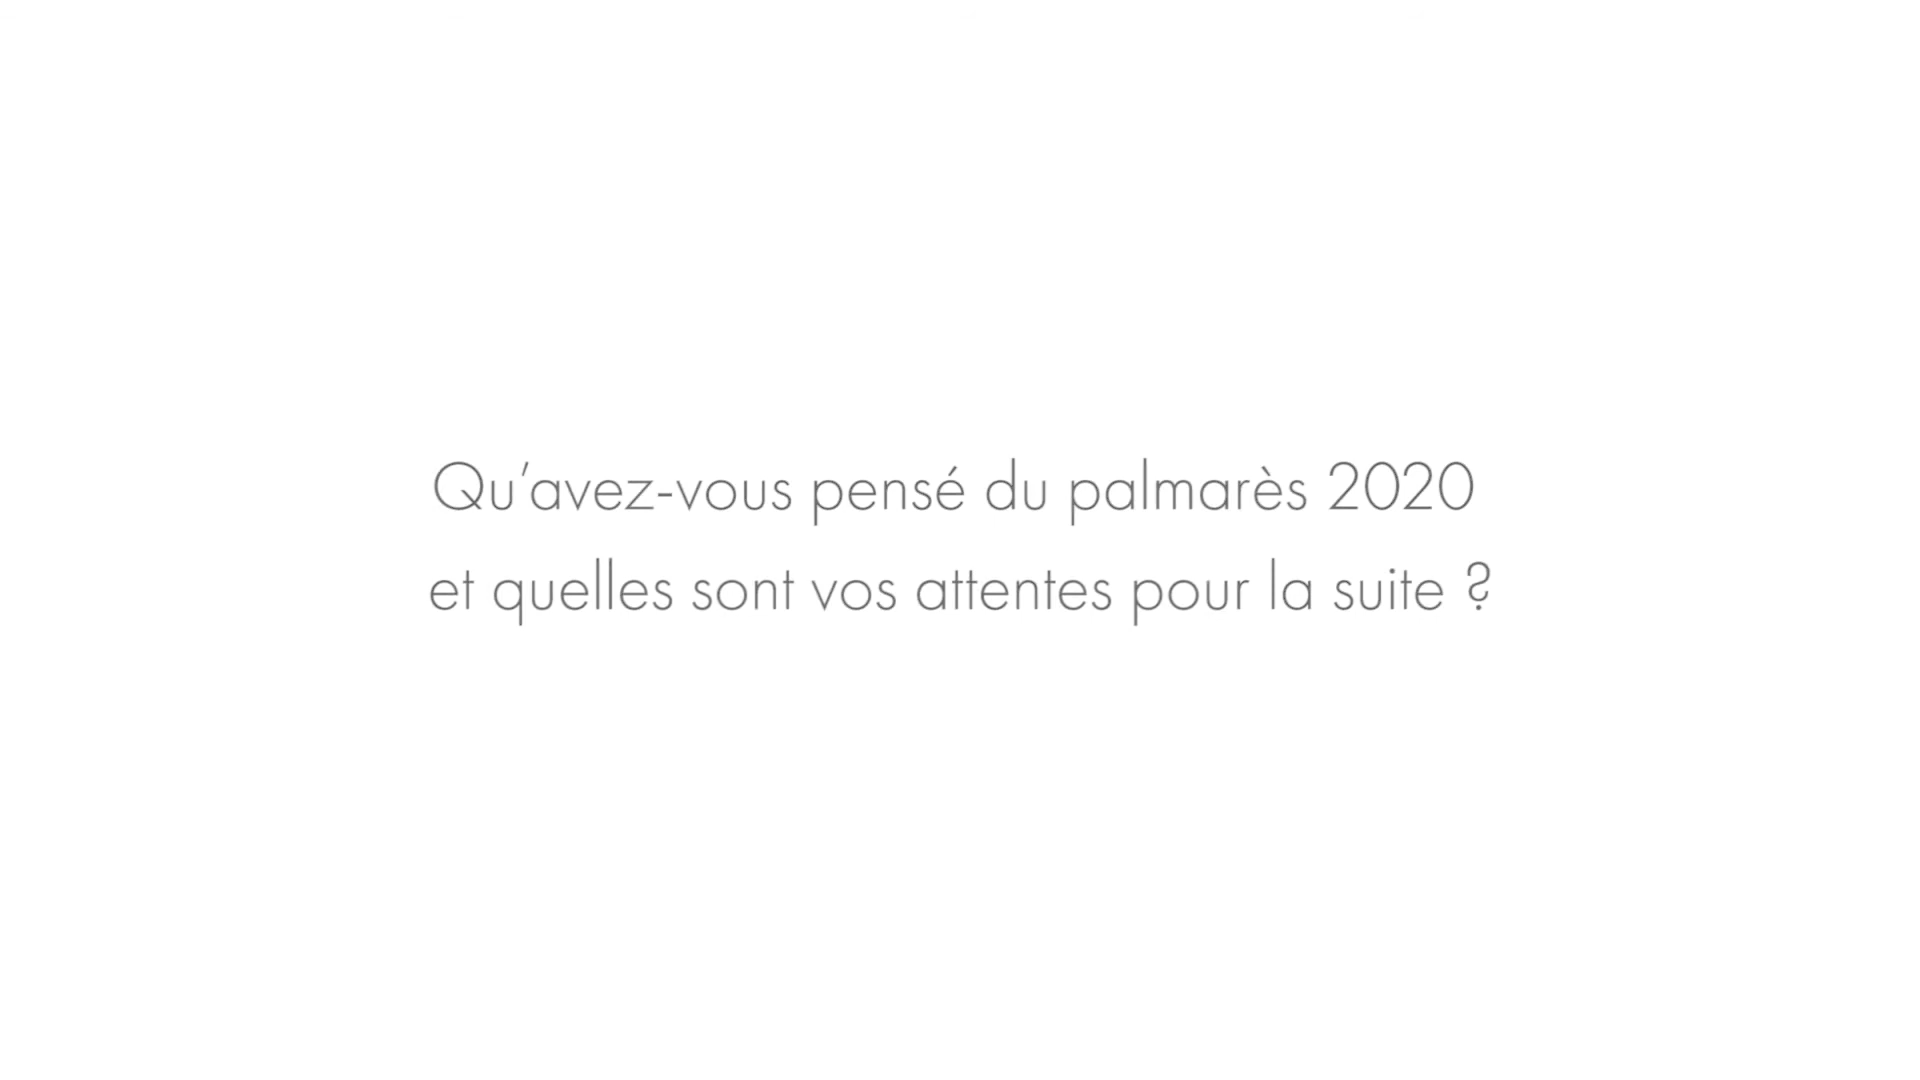 Qu’avez-vous pensé du palmarès 2020
et quelles sont vos attentes pour la suite ?